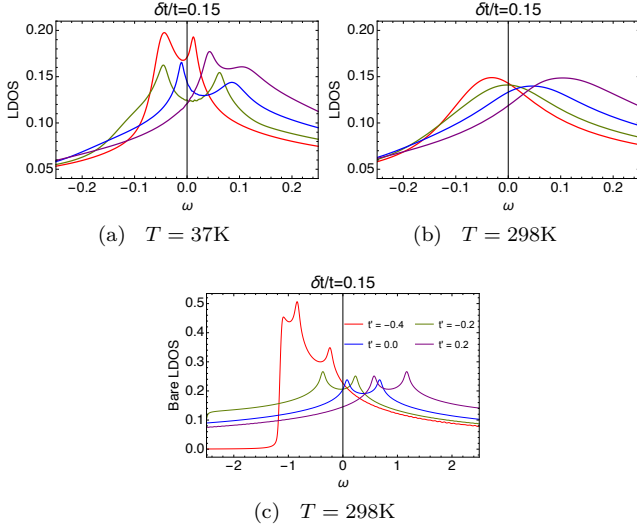 δt/t=0.15
LDOS
0.20
0.15
0.10
0.05
-0.2 -0.1 0.0 0.1 0.2
ω
(a) T = 37K
δt/t=0.15
LDOS
0.20
0.15
0.10
0.05
-0.2 -0.1 0.0 0.1 0.2
ω
(b) T = 298K
δt/t=0.15
Bare LDOS
0.5
0.4
0.3
0.2
0.1
0.0
t' = -0.4 t' = -0.2
t' = 0.0 t' = 0.2
-2 -1 0 1 2
ω
(c) T = 298K